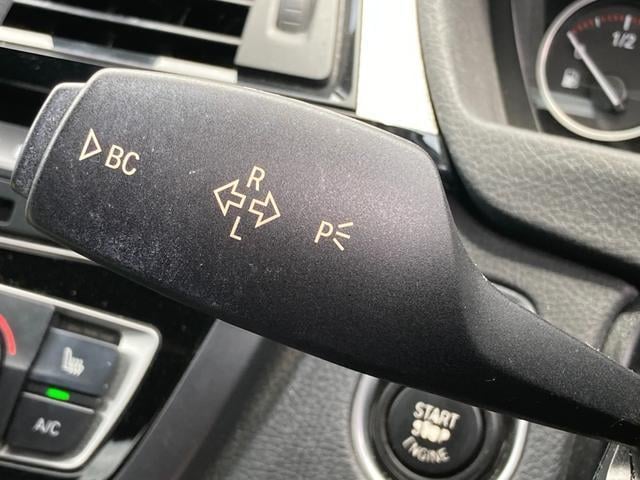 1/2
BC
R
L
P
A/C
START
STOP
ENGINE